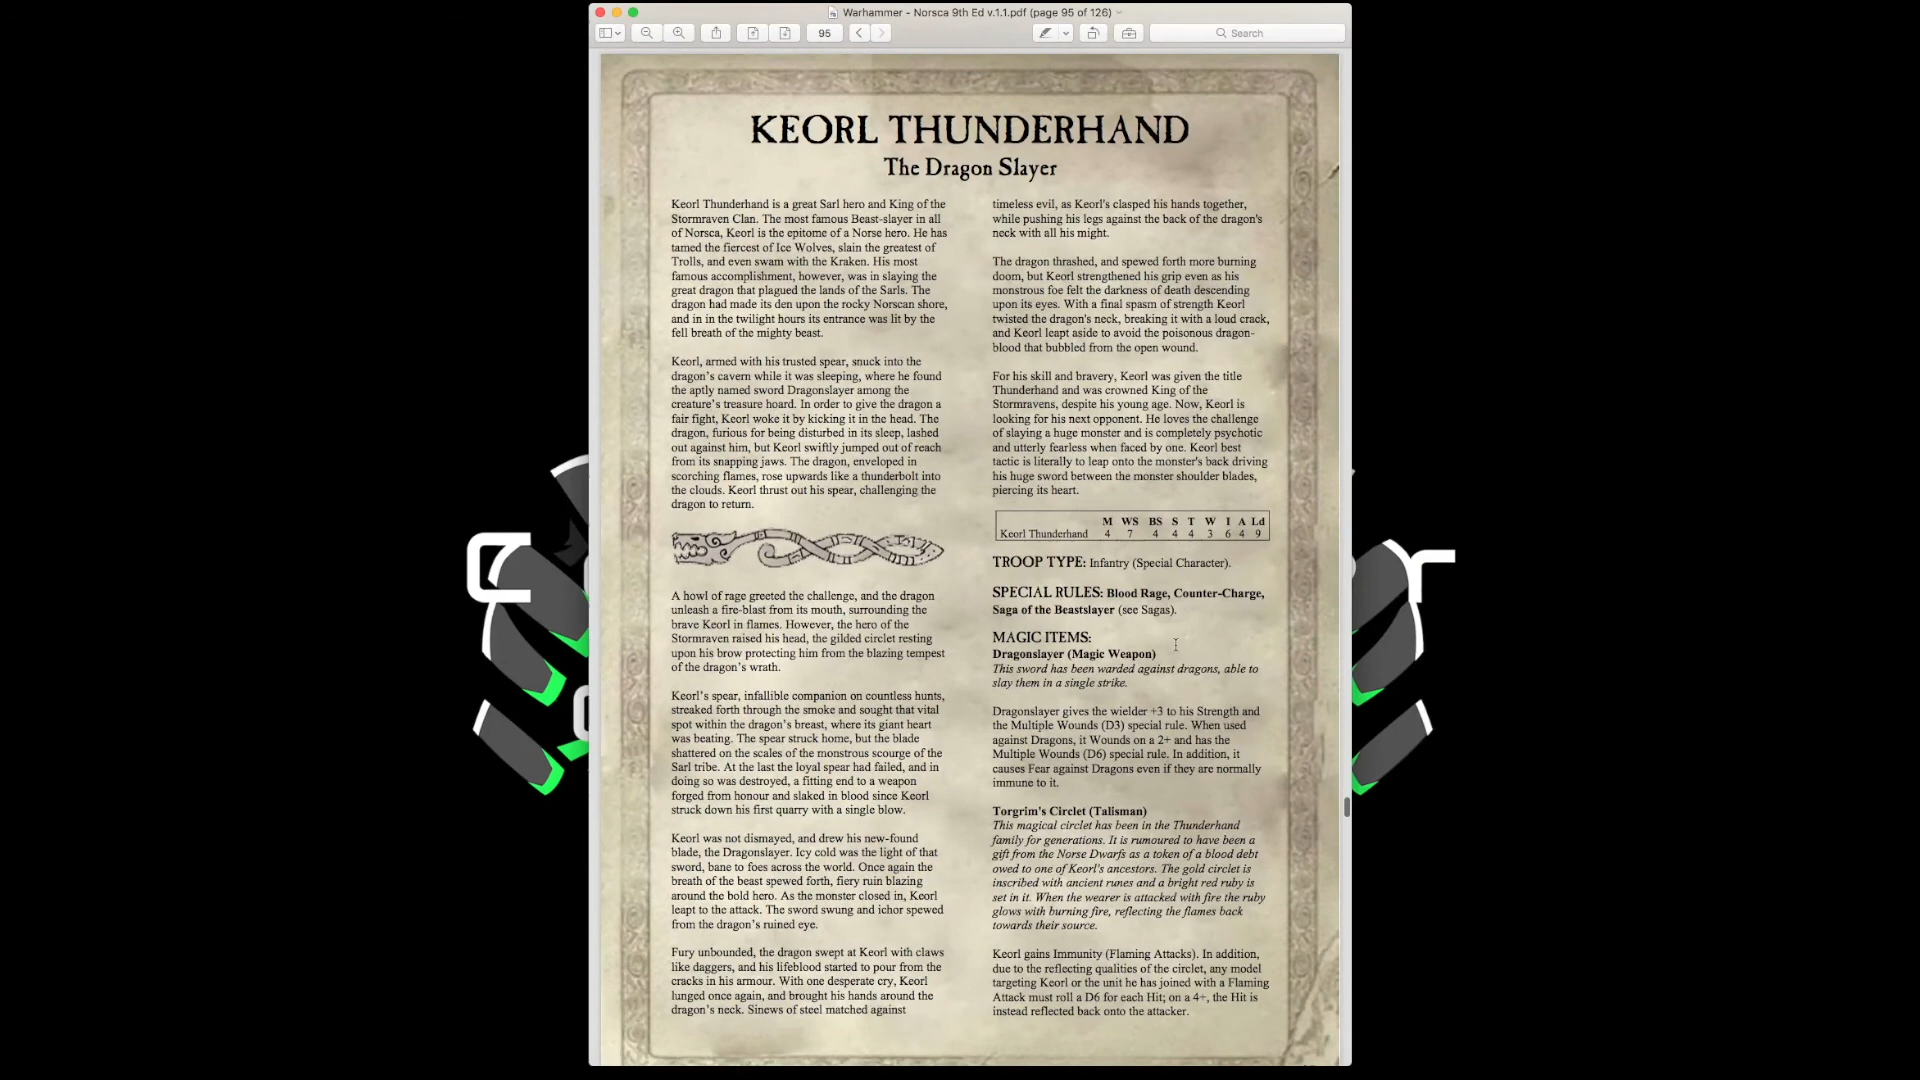 Warhammer - Norsca 9th Ed v.1.1.pdf (page 95 of 126)
95
Search
KEORL THUNDERHAND
The Dragon Slayer
Keorl Thunderhand is a great Sarl hero and King of the
Stormraven Clan. The most famous Beast-slayer in all
of Norsca, Keorl is the epitome of a Norse hero. He has
tamed the fiercest of Ice Wolves, slain the greatest of
Trolls, and even swam with the Kraken. His most
famous accomplishment, however, was in slaying the
great dragon that plagued the lands of the Sarls. The
dragon had made its den upon the rocky Norscan shore,
and in in the twilight hours its entrance was lit by the
fell breath of the mighty beast.
Keorl, armed with his trusted spear, snuck into the
dragon's cavern while it was sleeping, where he found
the aptly named sword Dragonslayer among the
creature's treasure hoard. In order to give the dragon a
fair fight, Keorl woke it by kicking it in the head. The
dragon, furious for being disturbed in its sleep, lashed
out against him, but Keorl swiftly jumped out of reach
from its snapping jaws. The dragon, enveloped in
scorching flames, rose upwards like a thunderbolt into
the clouds. Keorl thrust out his spear, challenging the
dragon to return.
A howl of rage greeted the challenge, and the dragon
unleash a fire-blast from its mouth, surrounding the
brave Keorl in flames. However, the hero of the
Stormraven raised his head, the gilded circlet resting
upon his brow protecting him from the blazing tempest
of the dragon's wrath.
Keorl's spear, infallible companion on countless hunts,
streaked forth through the smoke and sought that vital
spot within the dragon's breast, where its giant heart
was beating. The spear struck home, but the blade
shattered on the scales of the monstrous scourge of the
Sarl tribe. At the last the loyal spear had failed, and in
doing so was destroyed, a fitting end to a weapon
forged from honour and slaked in blood since Keorl
struck down his first quarry with a single blow.
Keorl was not dismayed, and drew his new-found
blade, the Dragonslayer. Icy cold was the light of that
sword, bane to foes across the world. Once again the
breath of the beast spewed forth, fiery ruin blazing
around the bold hero. As the monster closed in, Keorl
leapt to the attack. The sword swung and ichor spewed
from the dragon's ruined eye.
Fury unbounded, the dragon swept at Keorl with claws
like daggers, and his lifeblood started to pour from the
cracks in his armour. With one desperate cry, Keorl
lunged once again, and brought his hands around the
dragon's neck. Sinews of steel matched against
timeless evil, as Keorl's clasped his hands together,
while pushing his legs against the back of the dragon's
neck with all his might.
The dragon thrashed, and spewed forth more burning
doom, but Keorl strengthened his grip even as his
monstrous foe felt the darkness of death descending
upon its eyes. With a final spasm of strength Keorl
twisted the dragon's neck, breaking it with a loud crack,
and Keorl leapt aside to avoid the poisonous dragon-
blood that bubbled from the open wound.
For his skill and bravery, Keorl was given the title
Thunderhand and was crowned King of the
Stormravens, despite his young age. Now, Keorl is
looking for his next opponent. He loves the challenge
of slaying a huge monster and is completely psychotic
and utterly fearless when faced by one. Keorl best
tactic is literally to leap onto the monster's back driving
his huge sword between the monster shoulder blades,
piercing its heart.
M WS BS S T W I A Ld
Keorl Thunderhand 4 7 4 4 4 3 6 4 9
TROOP TYPE: Infantry (Special Character).
SPECIAL RULES: Blood Rage, Counter-Charge,
Saga of the Beastslayer (see Sagas).
MAGIC ITEMS:
Dragonslayer (Magic Weapon)
This sword has been warded against dragons, able to
slay them in a single strike.
Dragonslayer gives the wielder +3 to his Strength and
the Multiple Wounds (D3) special rule. When used
against Dragons, it Wounds on a 2+ and has the
Multiple Wounds (D6) special rule. In addition, it
causes Fear against Dragons even if they are normally
immune to it.
Torgrim's Circlet (Talisman)
This magical circlet has been in the Thunderhand
family for generations. It is rumoured to have been a
gift from the Norse Dwarfs as a token of a blood debt
owed to one of Keorl's ancestors. The gold circlet is
inscribed with ancient runes and a bright red ruby is
set in it. When the wearer is attacked with fire the ruby
glows with burning fire, reflecting the flames back
towards their source.
Keorl gains Immunity (Flaming Attacks). In addition,
due to the reflecting qualities of the circlet, any model
targeting Keorl or the unit he has joined with a Flaming
Attack must roll a D6 for each Hit; on a 4+, the Hit is
instead reflected back onto the attacker.